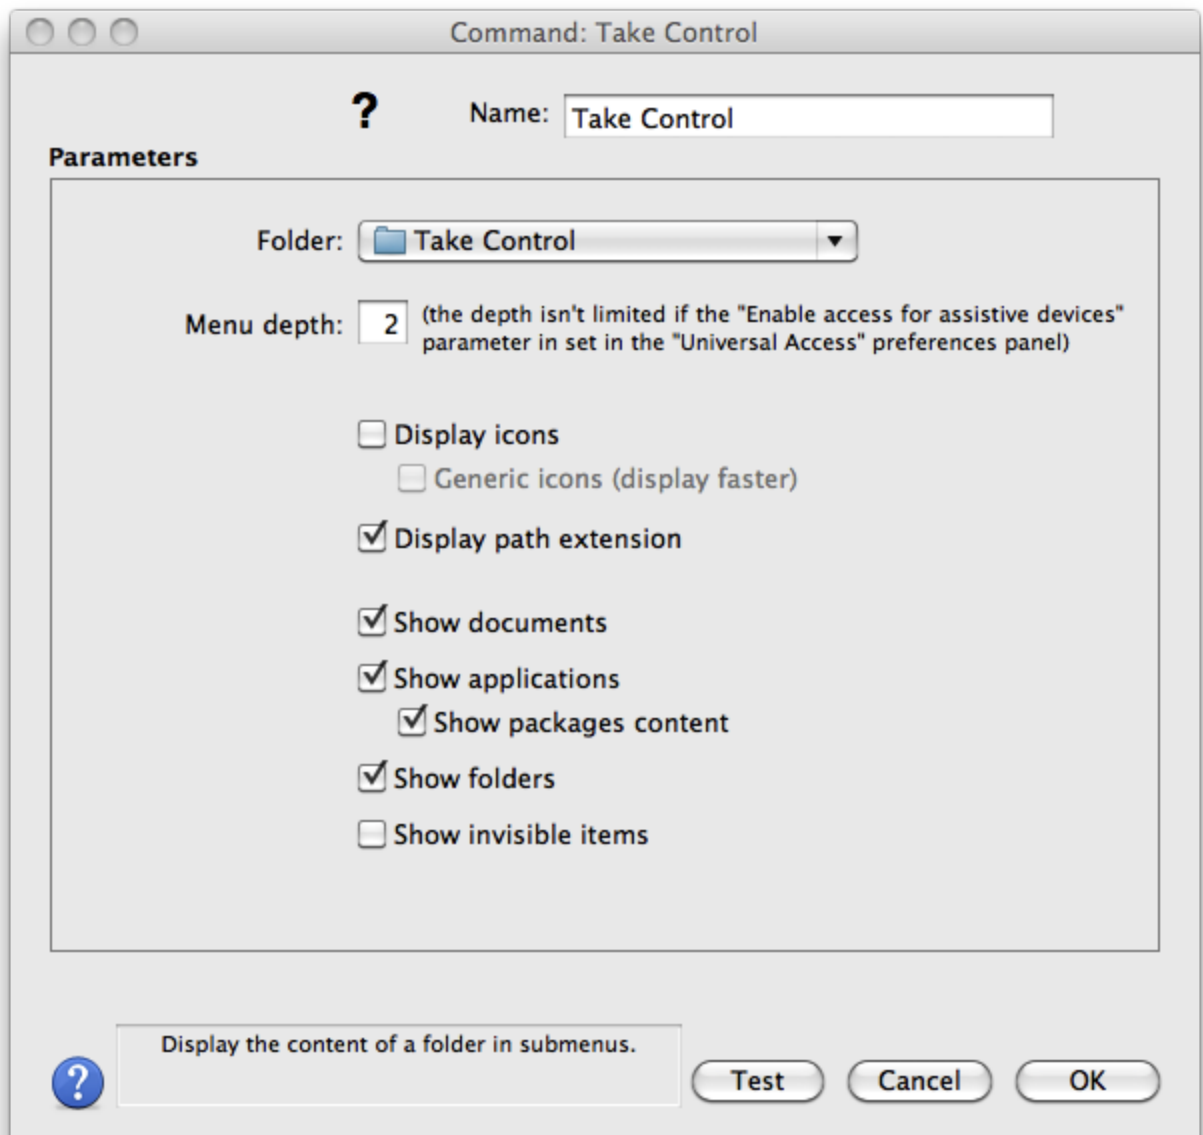 Command: Take Control
? Name: Take Control
Parameters
Folder: Take Control
Menu depth: 2 (the depth isn't limited if the "Enable access for assistive devices"
parameter in set in the "Universal Access" preferences panel)
Display icons
Generic icons (display faster)
Display path extension
Show documents
Show applications
Show packages content
Show folders
Show invisible items
Display the content of a folder in submenus.
? Test Cancel OK